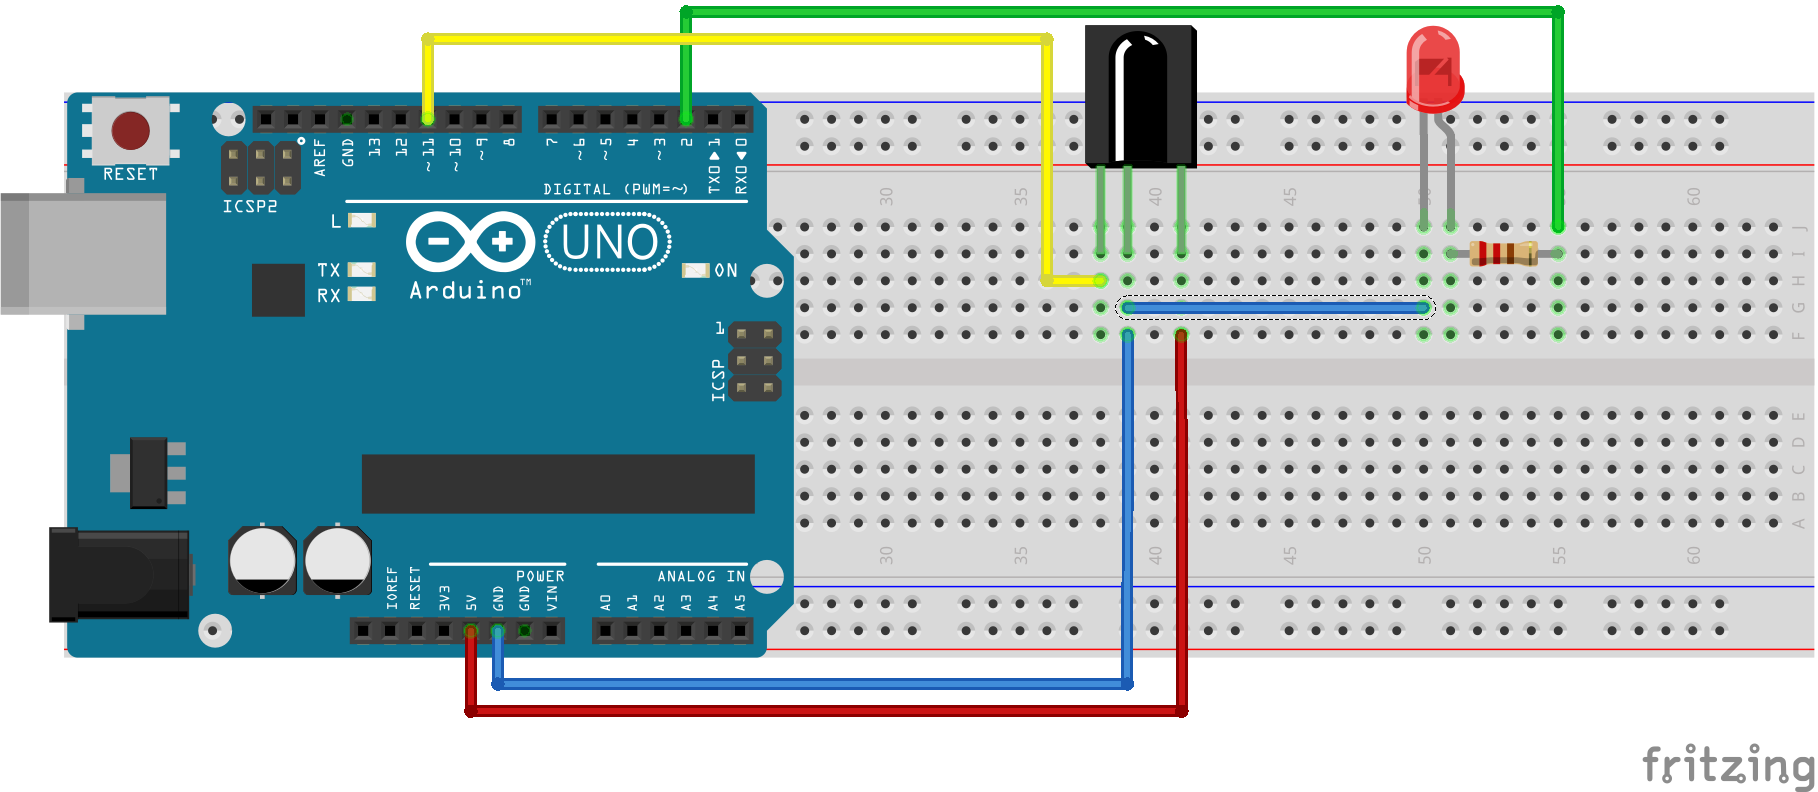 RESET
ICSP2
AREF
GND
13
12
~11
~10
~9
8
7
~6
~5
4
~3
2
TX0▶1
RX0◀0
DIGITAL (PWM=~)
L
TX
RX
UNO
ON
Arduino™
1
ICSP
IOREF
RESET
3V3
5V
GND
GND
VIN
POWER
ANALOG IN
A0
A1
A2
A3
A4
A5
30
35
40
45
50
60
J
I
H
G
F
E
D
C
B
A
30
35
40
45
50
55
60
fritzing